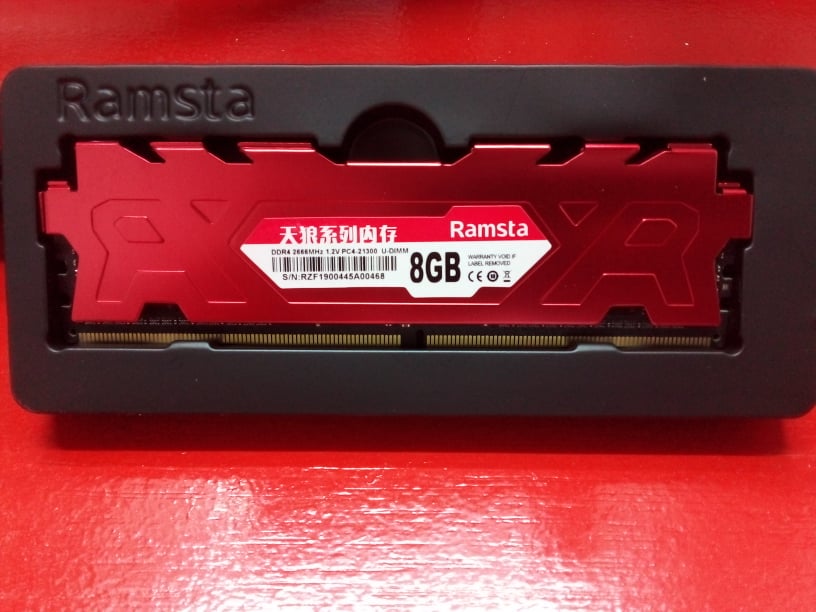 Ramsta
天狼系列内存
Ramsta
DDR4 2666MHz 1.2V PC4-21300 U-DIMM
S/N:RZF1900445A00468
8GB
WARRANTY VOID IF
LABEL REMOVED
CE